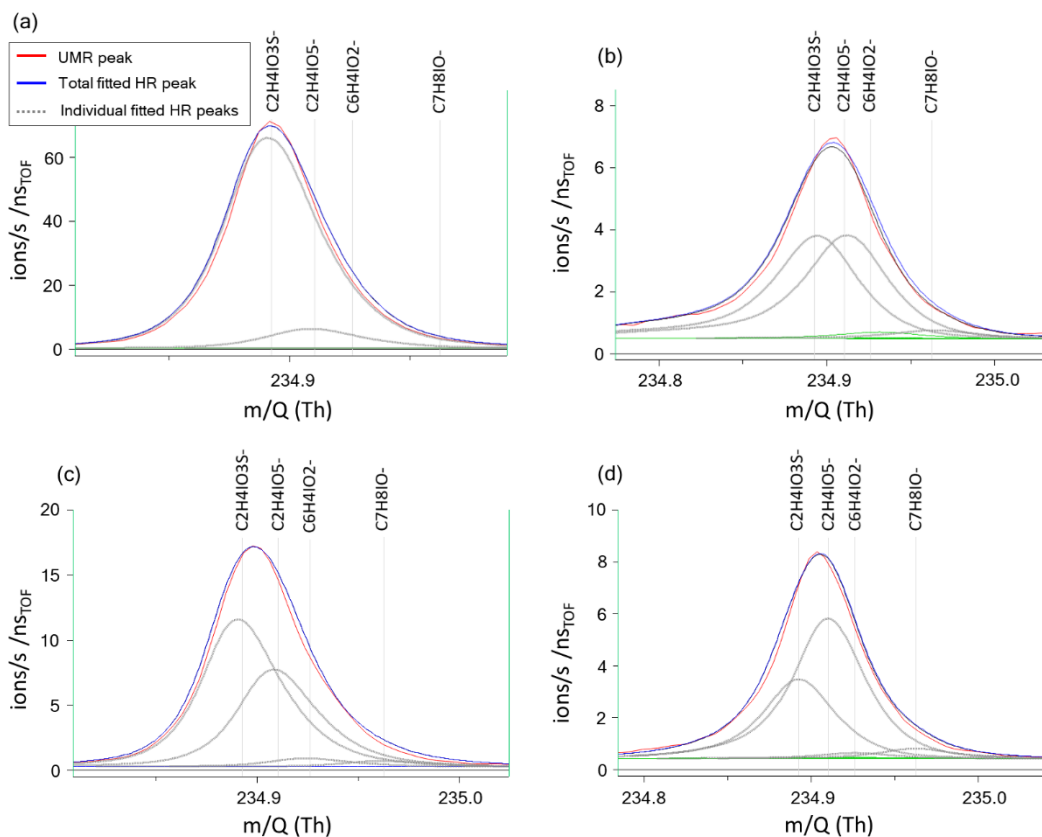 (a)
UMR peak
Total fitted HR peak
Individual fitted HR peaks
C2H4IO3S-
C2H4IO5-
C6H4IO2-
C7H8IO-
60
40
20
0
ions/s /nsTOF
234.9
m/Q (Th)
(b)
C2H4IO3S-
C2H4IO5-
C6H4IO2-
C7H8IO-
8
6
4
2
0
ions/s /nsTOF
234.8 234.9 235.0
m/Q (Th)
(c)
C2H4IO3S-
C2H4IO5-
C6H4IO2-
C7H8IO-
20
15
10
5
0
ions/s /nsTOF
234.9 235.0
m/Q (Th)
(d)
C2H4IO3S-
C2H4IO5-
C6H4IO2-
C7H8IO-
10
8
6
4
2
0
ions/s /nsTOF
234.8 234.9 235.0
m/Q (Th)